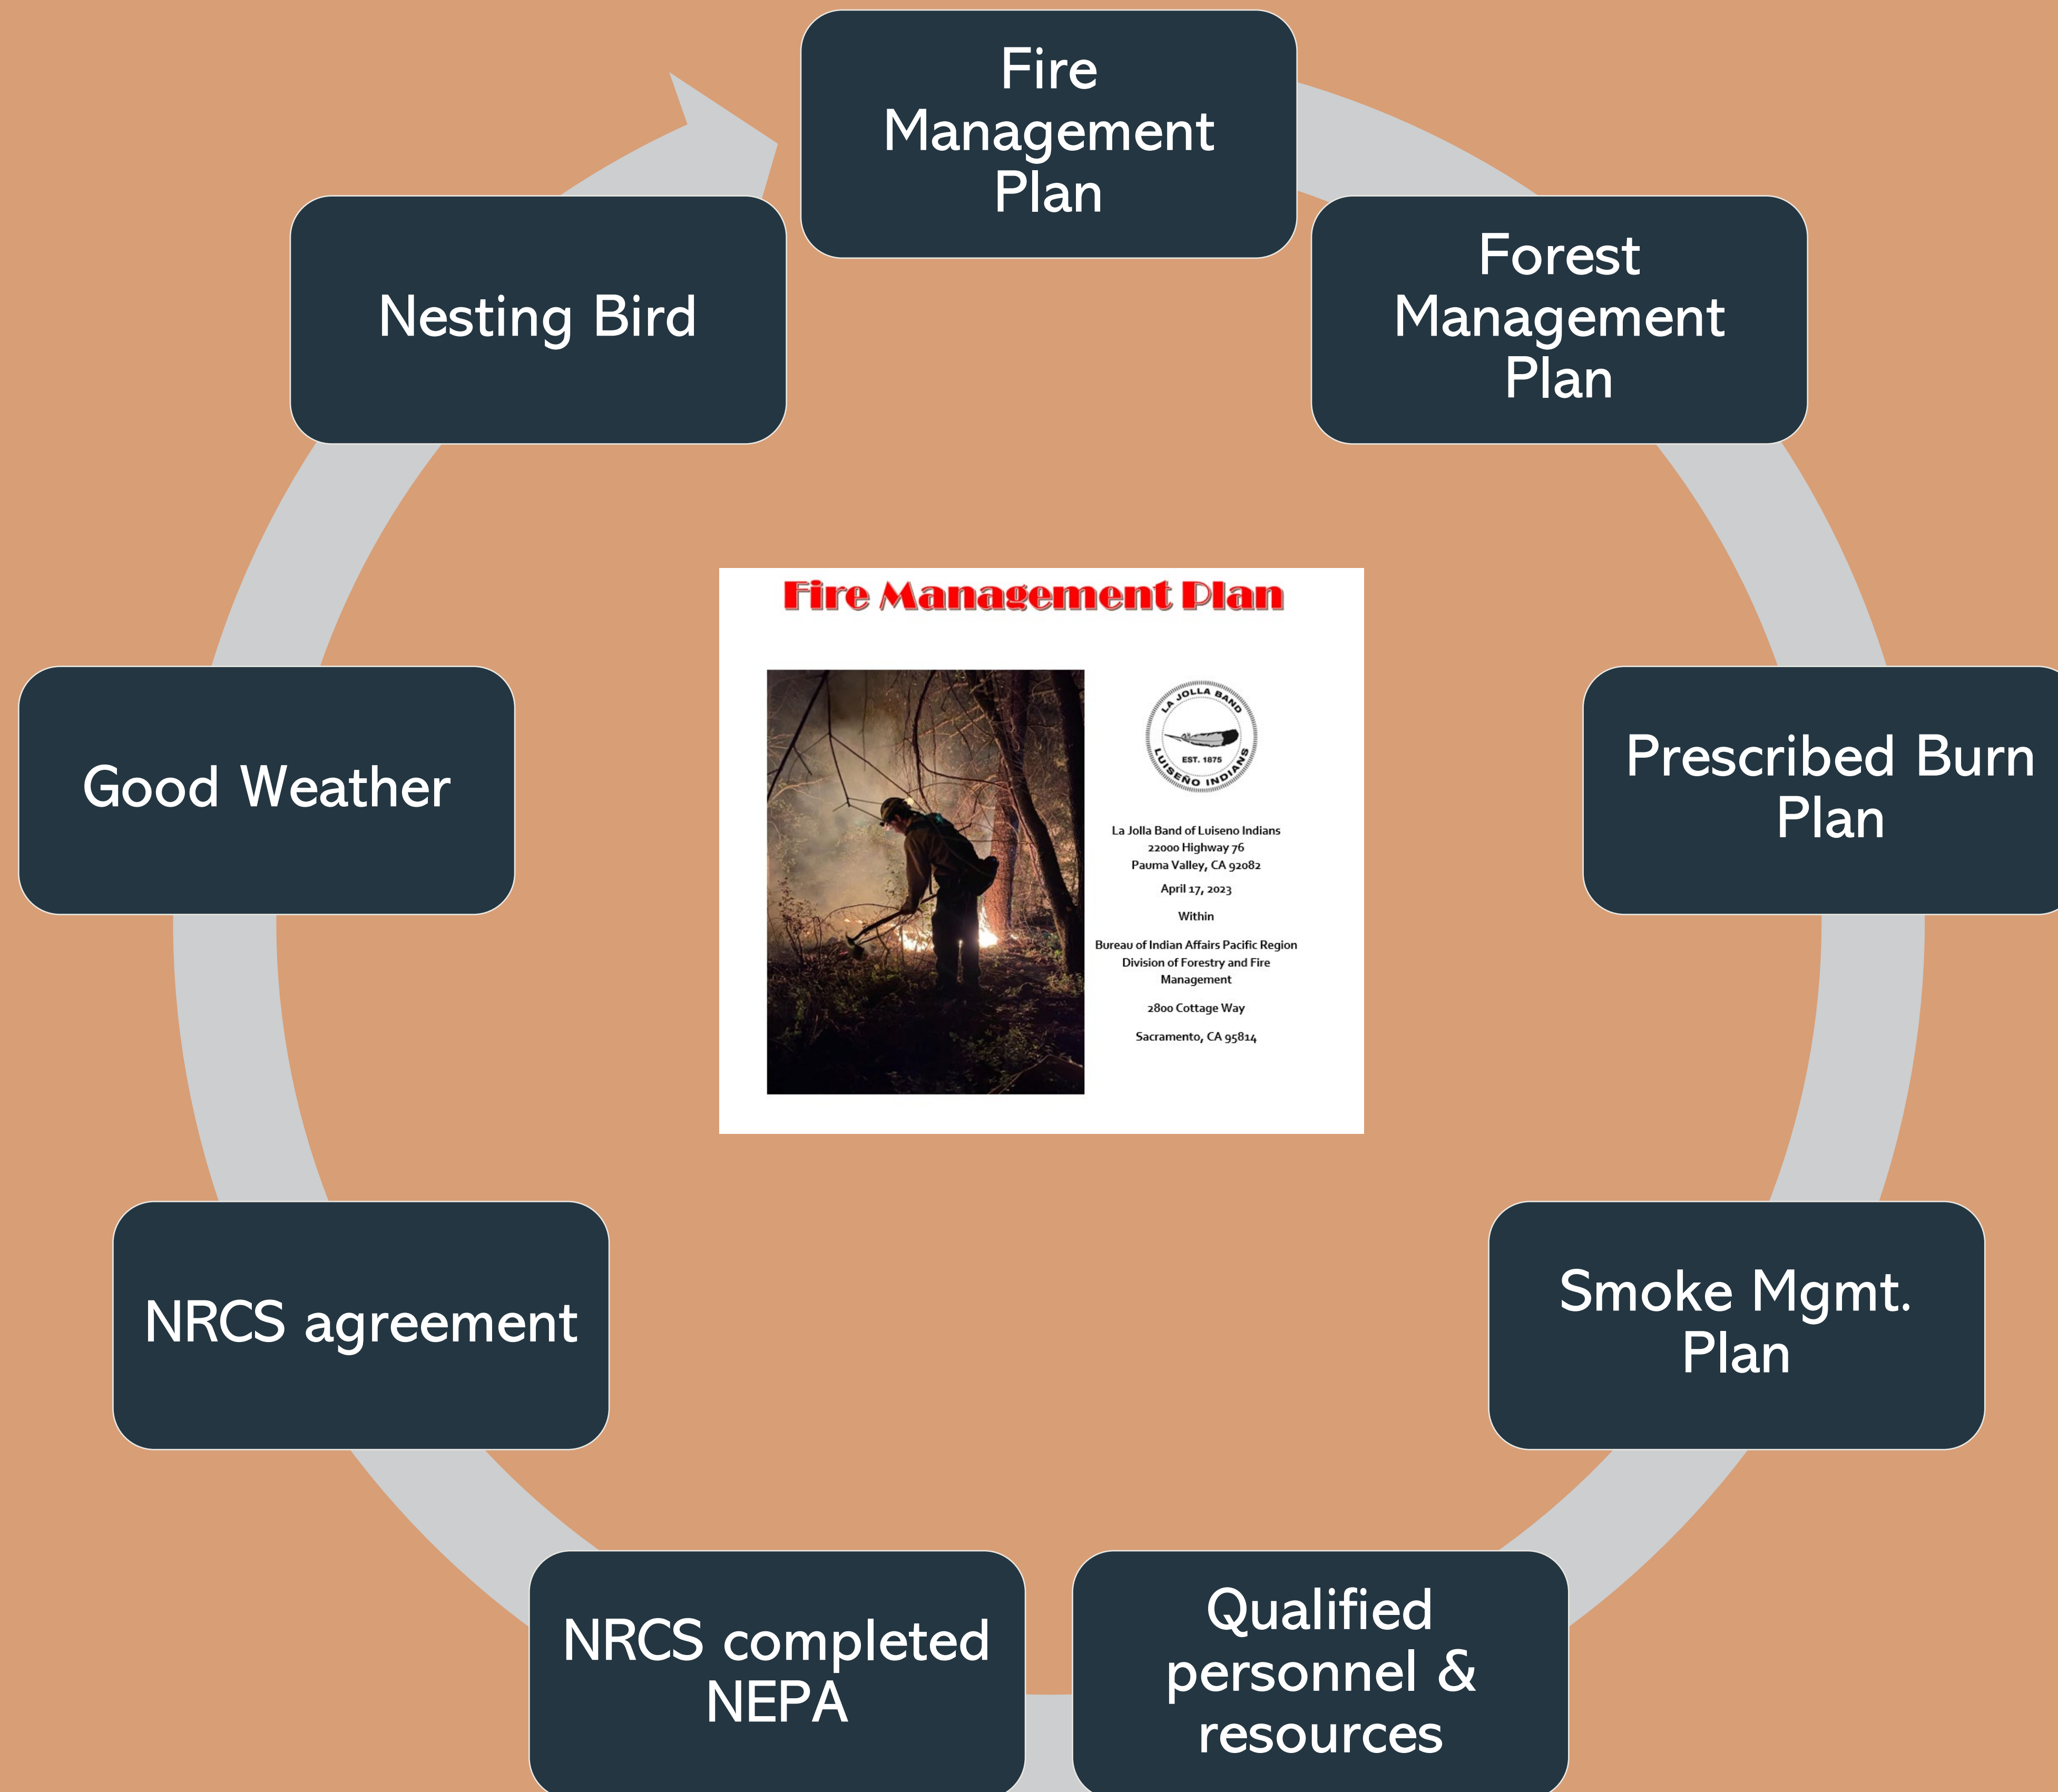 Fire
Management
Plan
Forest
Management
Plan
Prescribed Burn
Plan
Smoke Mgmt.
Plan
Qualified
personnel &
resources
NRCS completed
NEPA
NRCS agreement
Good Weather
Nesting Bird
Fire Management Plan
LA JOLLA BAND
EST. 1875
LUISEÑO INDIANS
La Jolla Band of Luiseno Indians
22000 Highway 76
Pauma Valley, CA 92082
April 17, 2023
Within
Bureau of Indian Affairs Pacific Region
Division of Forestry and Fire
Management
2800 Cottage Way
Sacramento, CA 95814